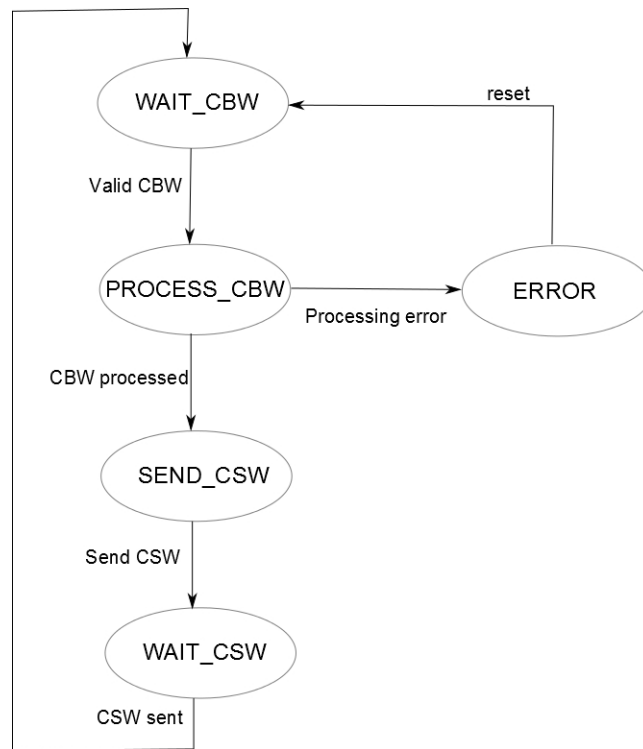 WAIT_CBW
reset
Valid CBW
PROCESS_CBW
ERROR
Processing error
CBW processed
SEND_CSW
Send CSW
WAIT_CSW
CSW sent